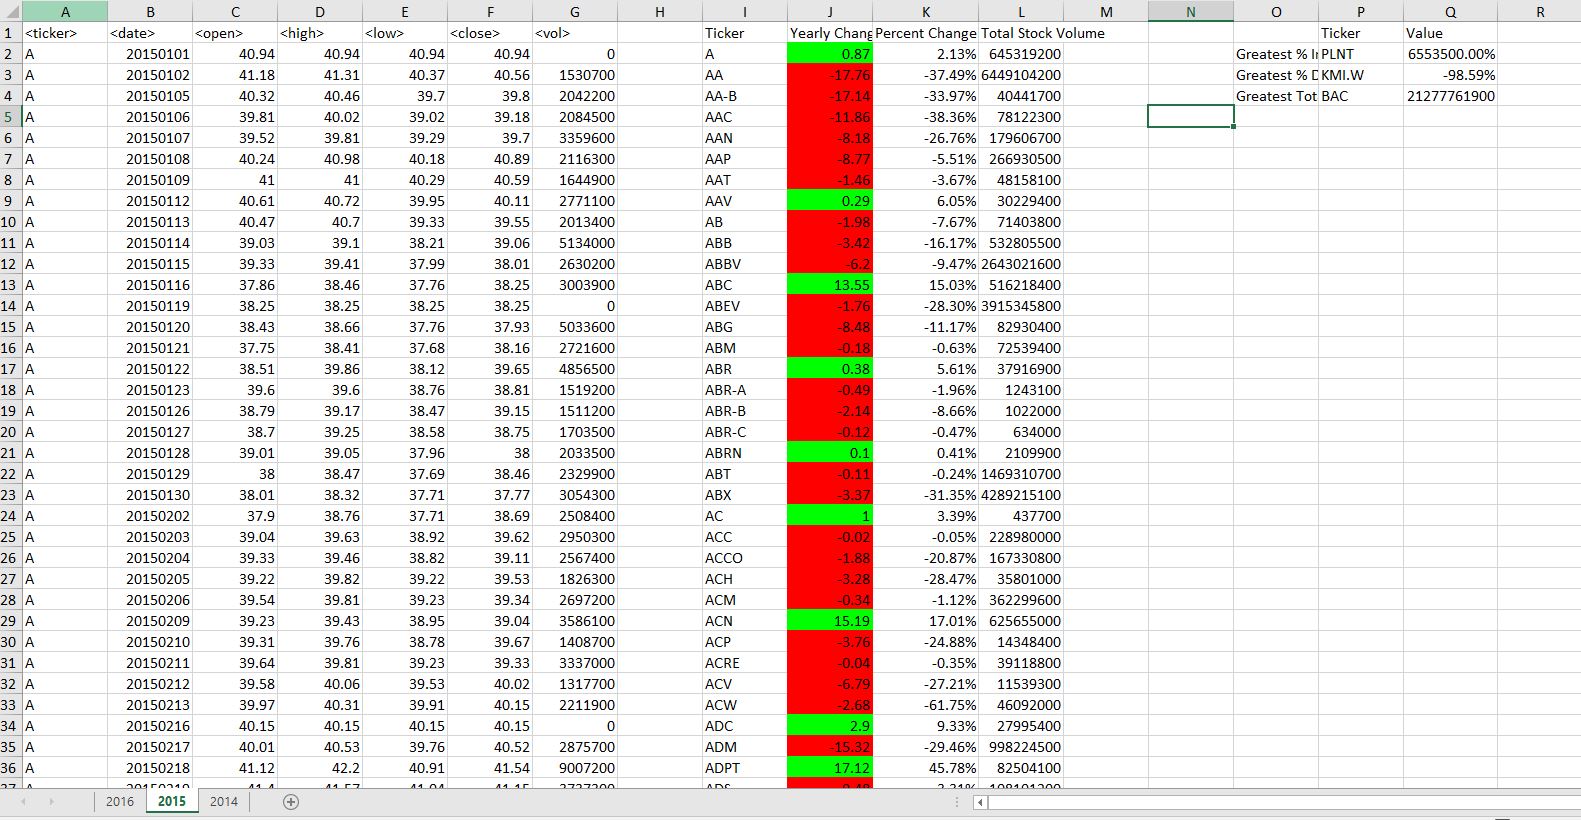 A B C D E F G H I J K L M N O P Q R
1 <ticker> <date> <open> <high> <low> <close> <vol> Ticker Yearly Chang Percent Change Total Stock Volume Ticker Value
2 A 20150101 40.94 40.94 40.94 40.94 0 A 0.87 2.13% 645319200 Greatest % I PLNT 6553500.00%
3 A 20150102 41.18 41.31 40.37 40.56 1530700 AA -17.76 -37.49% 6449104200 Greatest % D KMI.W -98.59%
4 A 20150105 40.32 40.46 39.7 39.8 2042200 AA-B -17.14 -33.97% 40441700 Greatest Tot BAC 21277761900
5 A 20150106 39.81 40.02 39.02 39.18 2084500 AAC -11.86 -38.36% 78122300
6 A 20150107 39.52 39.81 39.29 39.7 3359600 AAN -8.18 -26.76% 179606700
7 A 20150108 40.24 40.98 40.18 40.89 2116300 AAP -8.77 -5.51% 266930500
8 A 20150109 41 41 40.29 40.59 1644900 AAT -1.46 -3.67% 48158100
9 A 20150112 40.61 40.72 39.95 40.11 2771100 AAV 0.29 6.05% 30229400
10 A 20150113 40.47 40.7 39.33 39.55 2013400 AB -1.98 -7.67% 71403800
11 A 20150114 39.03 39.1 38.21 39.06 5134000 ABB -3.42 -16.17% 532805500
12 A 20150115 39.33 39.41 37.99 38.01 2630200 ABBV -6.2 -9.47% 2643021600
13 A 20150116 37.86 38.46 37.76 38.25 3003900 ABC 13.55 15.03% 516218400
14 A 20150119 38.25 38.25 38.25 38.25 0 ABEV -1.76 -28.30% 3915345800
15 A 20150120 38.43 38.66 37.76 37.93 5033600 ABG -8.48 -11.17% 82930400
16 A 20150121 37.75 38.41 37.68 38.16 2721600 ABM -0.18 -0.63% 72539400
17 A 20150122 38.51 39.86 38.12 39.65 4856500 ABR 0.38 5.61% 37916900
18 A 20150123 39.6 39.6 38.76 38.81 1519200 ABR-A -0.49 -1.96% 1243100
19 A 20150126 38.79 39.17 38.47 39.15 1511200 ABR-B -2.14 -8.66% 1022000
20 A 20150127 38.7 39.25 38.58 38.75 1703500 ABR-C -0.12 -0.47% 634000
21 A 20150128 39.01 39.05 37.96 38 2033500 ABRN 0.1 0.41% 2109900
22 A 20150129 38 38.47 37.69 38.46 2329900 ABT -0.11 -0.24% 1469310700
23 A 20150130 38.01 38.32 37.71 37.77 3054300 ABX -3.37 -31.35% 4289215100
24 A 20150202 37.9 38.76 37.71 38.69 2508400 AC 1 3.39% 437700
25 A 20150203 39.04 39.63 38.92 39.62 2950300 ACC -0.02 -0.05% 228980000
26 A 20150204 39.33 39.46 38.82 39.11 2567400 ACCO -1.88 -20.87% 167330800
27 A 20150205 39.22 39.82 39.22 39.53 1826300 ACH -3.28 -28.47% 35801000
28 A 20150206 39.54 39.81 39.23 39.34 2697200 ACM -0.34 -1.12% 362299600
29 A 20150209 39.23 39.43 38.95 39.04 3586100 ACN 15.19 17.01% 625655000
30 A 20150210 39.31 39.76 38.78 39.67 1408700 ACP -3.76 -24.88% 14348400
31 A 20150211 39.64 39.81 39.23 39.33 3337000 ACRE -0.04 -0.35% 39118800
32 A 20150212 39.58 40.06 39.53 40.02 1317700 ACV -6.79 -27.21% 11539300
33 A 20150213 39.97 40.31 39.91 40.15 2211900 ACW -2.68 -61.75% 46092000
34 A 20150216 40.15 40.15 40.15 40.15 0 ADC 2.9 9.33% 27995400
35 A 20150217 40.01 40.53 39.76 40.52 2875700 ADM -15.32 -29.46% 998224500
36 A 20150218 41.12 42.2 40.91 41.54 9007200 ADPT 17.12 45.78% 82504100
2016 2015 2014